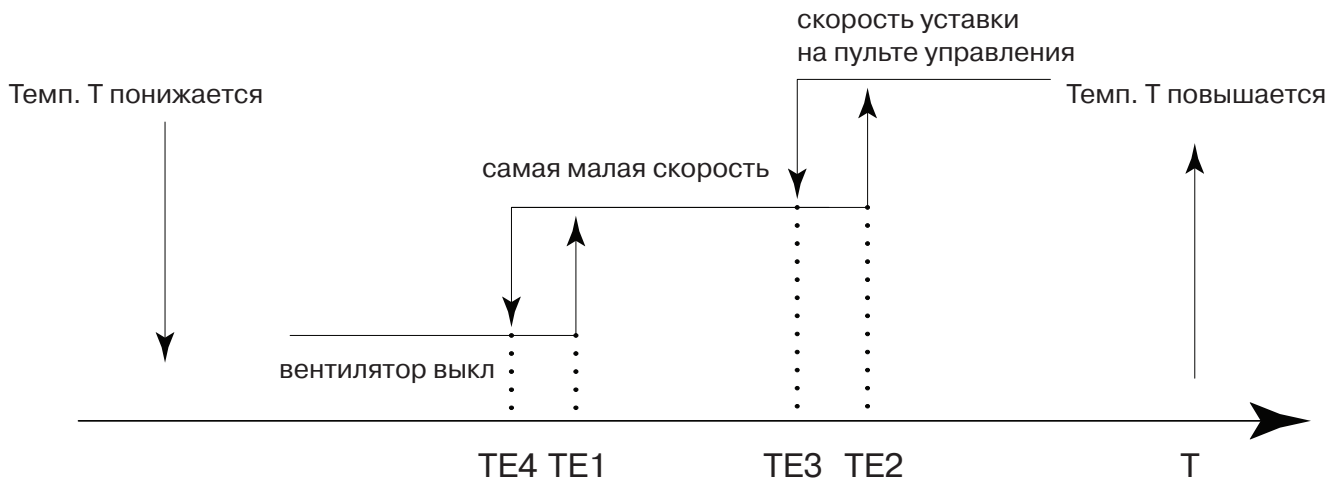 скорость уставки
на пульте управления
Темп. Т понижается
Темп. Т повышается
самая малая скорость
вентилятор выкл
TE4 TE1 TE3 TE2 T